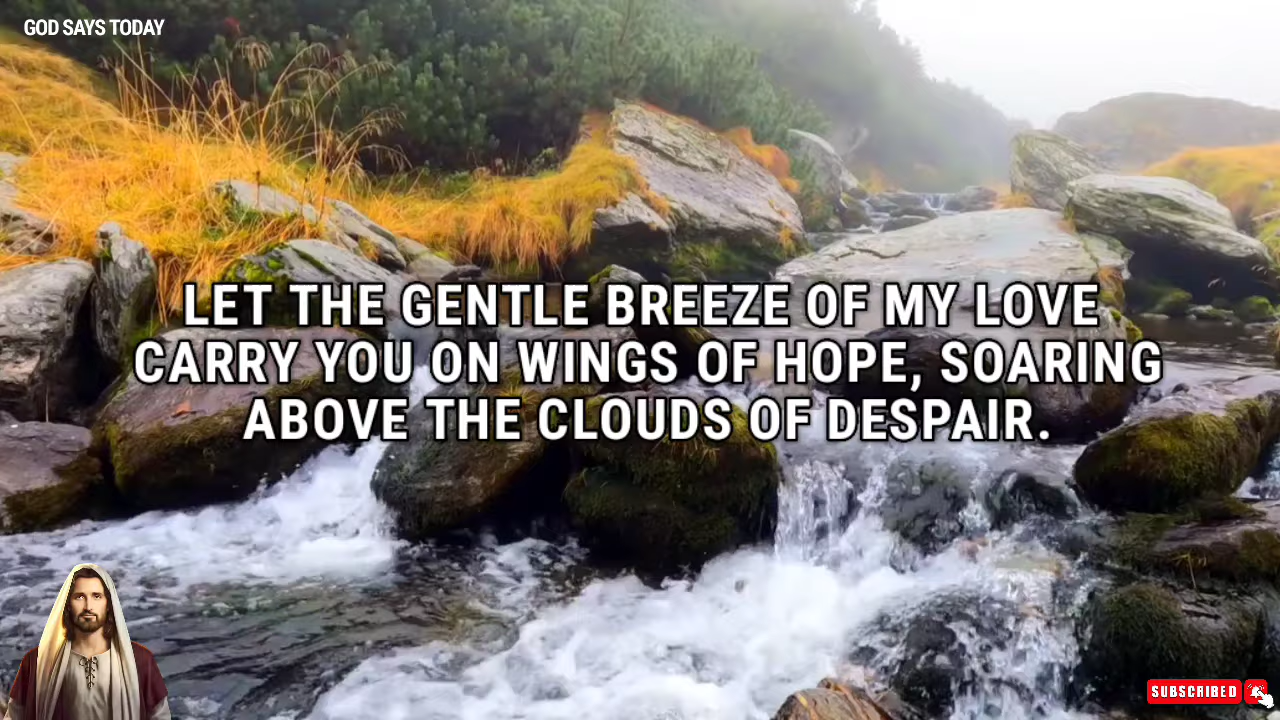 GOD SAYS TODAY
LET THE GENTLE BREEZE OF MY LOVE
CARRY YOU ON WINGS OF HOPE, SOARING
ABOVE THE CLOUDS OF DESPAIR.
SUBSCRIBED